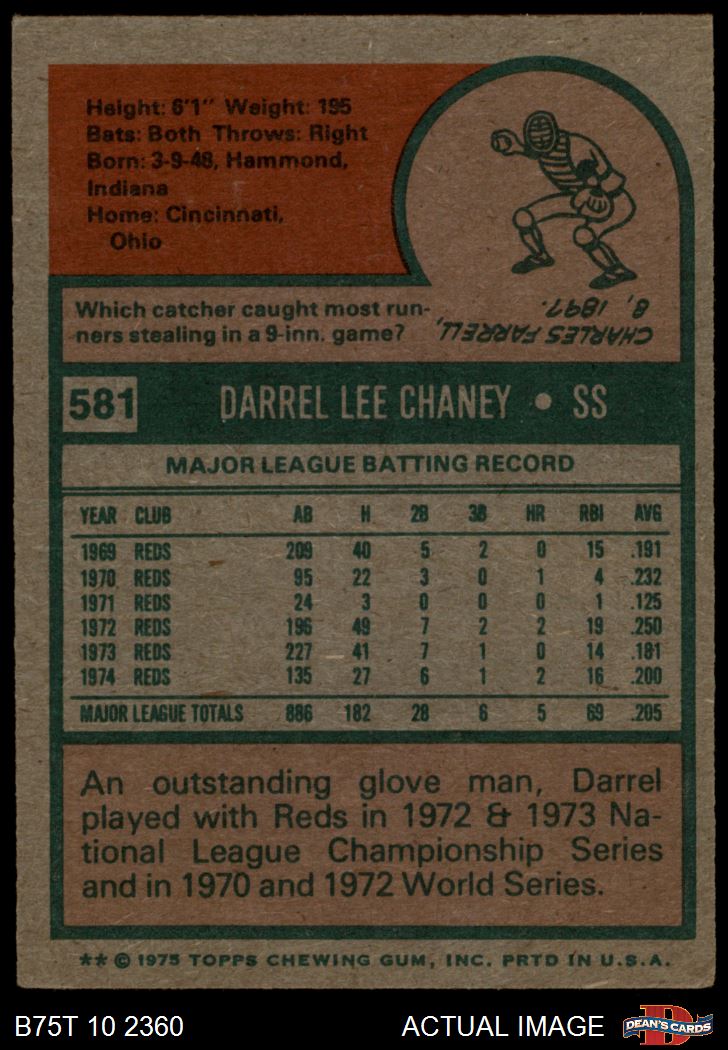 Height: 6'1" Weight: 195
Bats: Both Throws: Right
Born: 3-9-48, Hammond,
Indiana
Home: Cincinnati,
Ohio
Which catcher caught most run-
ners stealing in a 9-inn. game?
CHARLES FARRELL,
8, 1897.
581 DARREL LEE CHANEY • SS
MAJOR LEAGUE BATTING RECORD
YEAR CLUB AB H 2B 3B HR RBI AVG
1969 REDS 209 40 5 2 0 15 .191
1970 REDS 95 22 3 0 1 4 .232
1971 REDS 24 3 0 0 0 1 .125
1972 REDS 196 49 7 2 2 19 .250
1973 REDS 227 41 7 1 0 14 .181
1974 REDS 135 27 6 1 2 16 .200
MAJOR LEAGUE TOTALS 886 182 28 6 5 69 .205
An outstanding glove man, Darrel
played with Reds in 1972 & 1973 Na-
tional League Championship Series
and in 1970 and 1972 World Series.
** © 1975 TOPPS CHEWING GUM, INC. PRTD IN U.S.A.
B75T 10 2360 ACTUAL IMAGE D DEAN'S CARDS